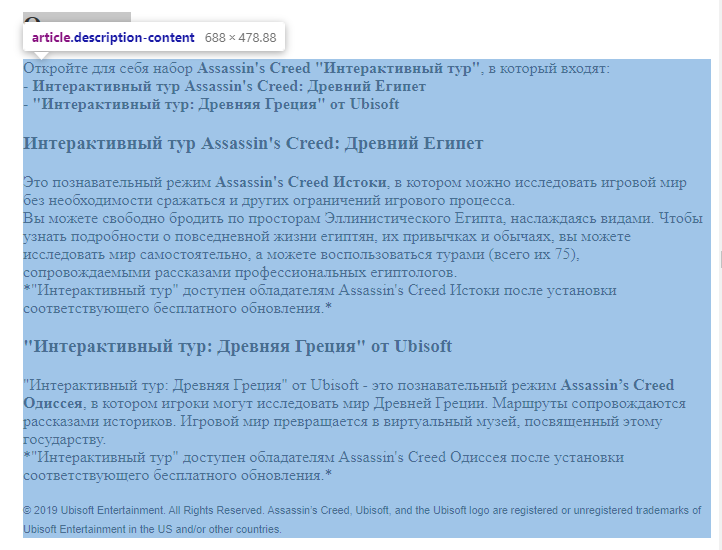 article.description-content 688 × 478.88
Откройте для себя набор Assassin's Creed "Интерактивный тур", в который входят:
- Интерактивный тур Assassin's Creed: Древний Египет
- "Интерактивный тур: Древняя Греция" от Ubisoft
Интерактивный тур Assassin's Creed: Древний Египет
Это познавательный режим Assassin's Creed Истоки, в котором можно исследовать игровой мир
без необходимости сражаться и других ограничений игрового процесса.
Вы можете свободно бродить по просторам Эллинистического Египта, наслаждаясь видами. Чтобы
узнать подробности о повседневной жизни египтян, их привычках и обычаях, вы можете
исследовать мир самостоятельно, а можете воспользоваться турами (всего их 75),
сопровождаемыми рассказами профессиональных египтологов.
*"Интерактивный тур" доступен обладателям Assassin's Creed Истоки после установки
соответствующего бесплатного обновления.*
"Интерактивный тур: Древняя Греция" от Ubisoft
"Интерактивный тур: Древняя Греция" от Ubisoft - это познавательный режим Assassin’s Creed
Одиссея, в котором игроки могут исследовать мир Древней Греции. Маршруты сопровождаются
рассказами историков. Игровой мир превращается в виртуальный музей, посвященный этому
государству.
*"Интерактивный тур" доступен обладателям Assassin's Creed Одиссея после установки
соответствующего бесплатного обновления.*
© 2019 Ubisoft Entertainment. All Rights Reserved. Assassin’s Creed, Ubisoft, and the Ubisoft logo are registered or unregistered trademarks of
Ubisoft Entertainment in the US and/or other countries.